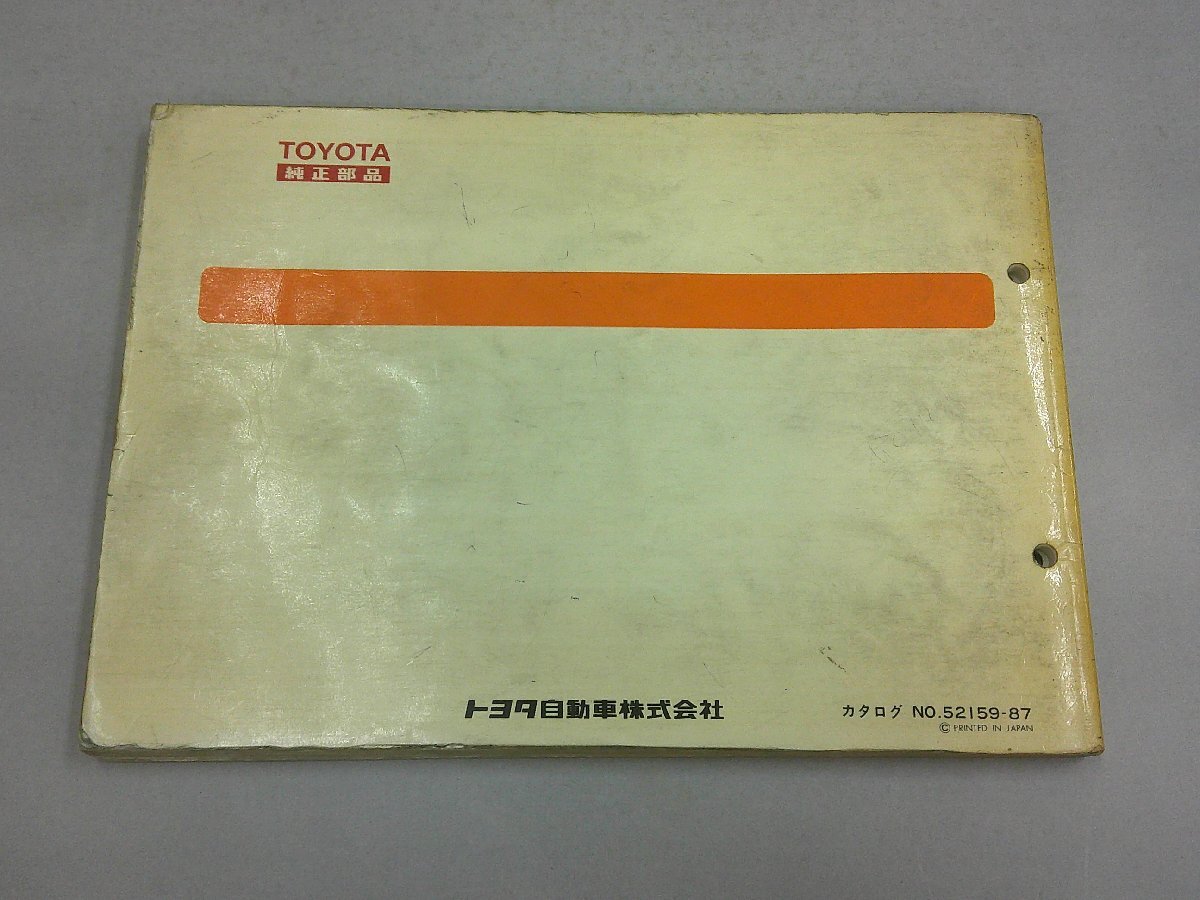 TOYOTA
純正部品
トヨタ自動車株式会社
カタログ NO.52159-87
© PRINTED IN JAPAN